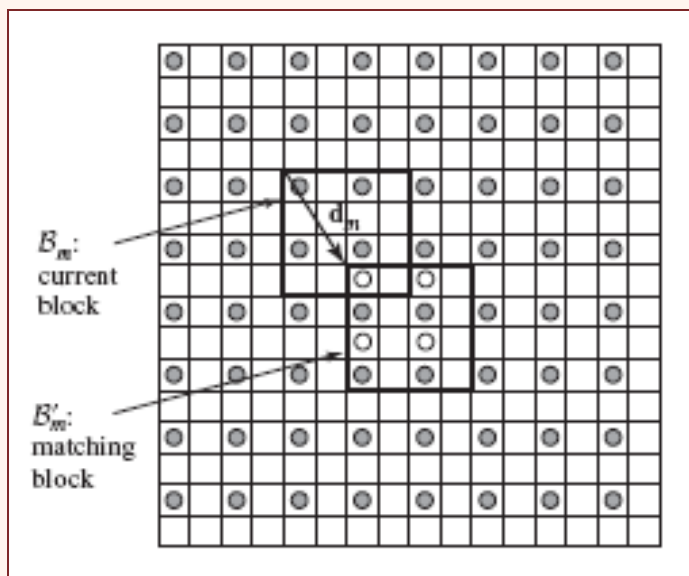 dₘ
ℬₘ:
current
block
ℬ′ₘ:
matching
block